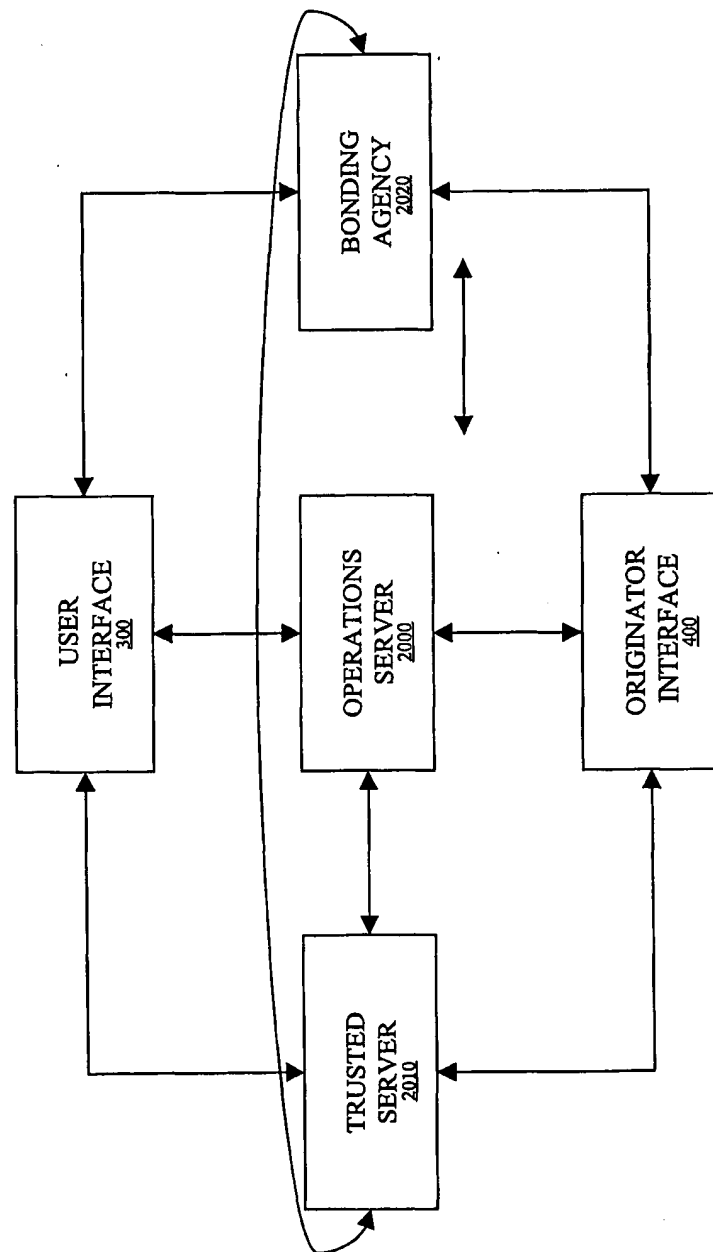 USER
INTERFACE
300
TRUSTED
SERVER
2010
OPERATIONS
SERVER
2000
BONDING
AGENCY
2020
ORIGINATOR
INTERFACE
400